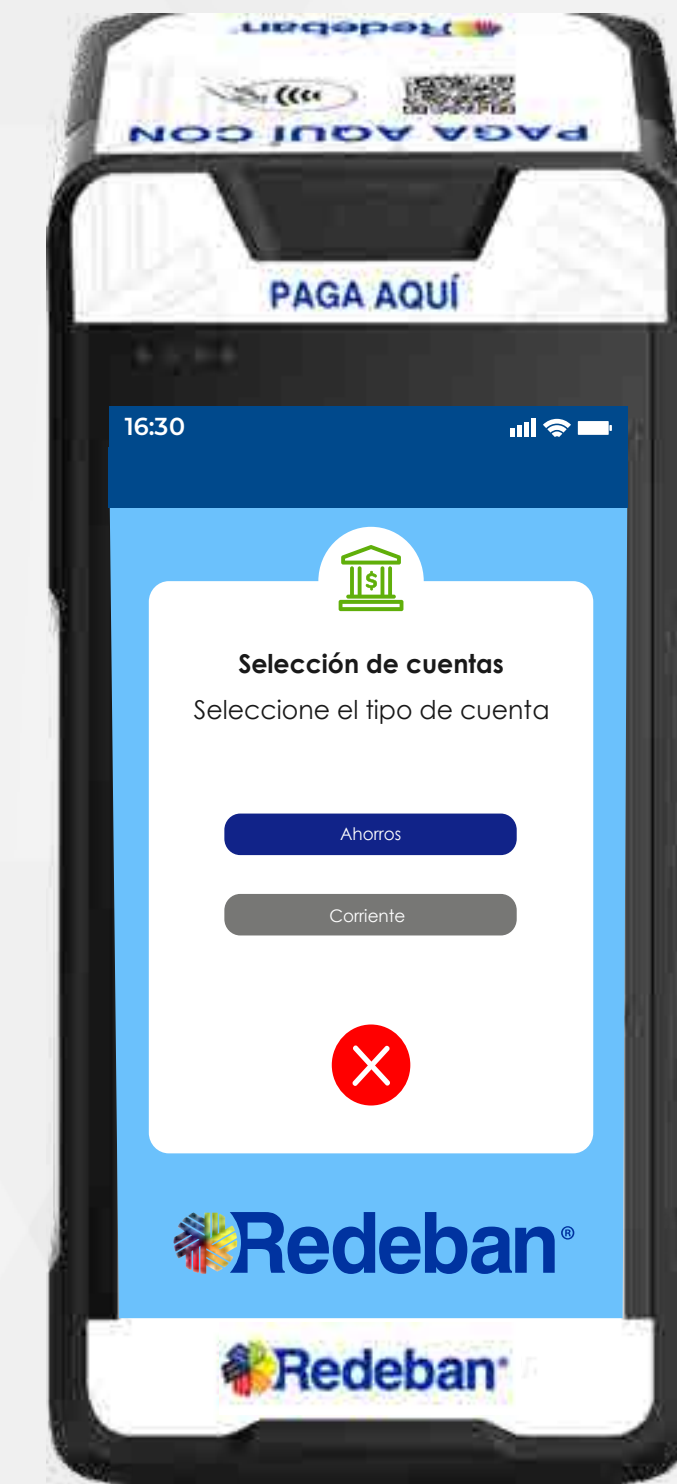 Redeban
PAGA AQUÍ CON
PAGA AQUÍ
16:30
Selección de cuentas
Seleccione el tipo de cuenta
Ahorros
Corriente
Redeban®
Redeban